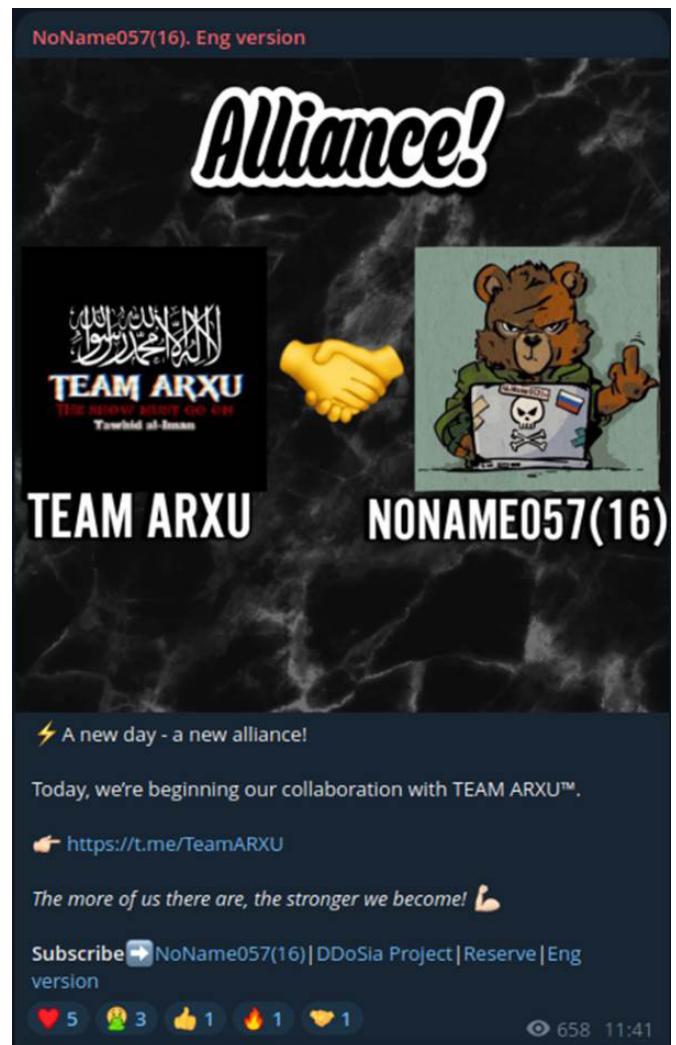 NoName057(16). Eng version
Alliance!
لا إله إلا الله محمد رسول الله
TEAM ARXU
THE SHOW MUST GO ON
Tawhid al-Iman
TEAM ARXU
NONAME057(16)
⚡ A new day - a new alliance!
Today, we’re beginning our collaboration with TEAM ARXU™.
👉🏻 https://t.me/TeamARXU
The more of us there are, the stronger we become! 💪🏻
Subscribe➡️NoName057(16)|DDoSia Project|Reserve|Eng
version
❤️ 5 🤮 3 👍 1 🔥 1 🤝 1
658 11:41